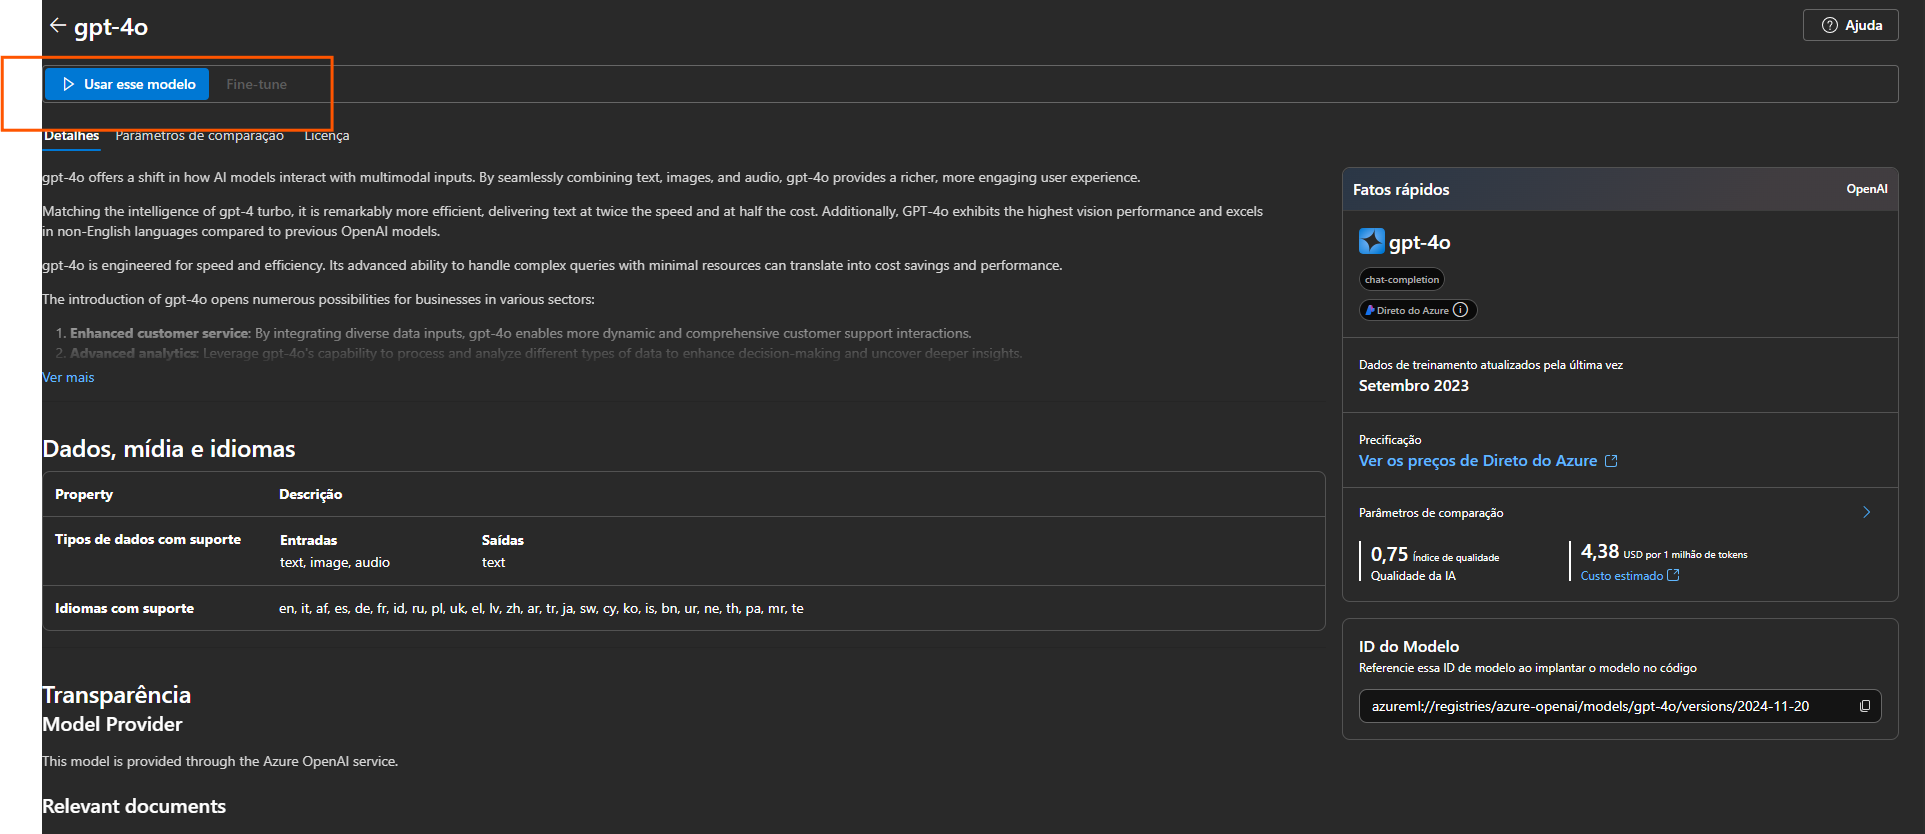 gpt-4o
Ajuda
Usar esse modelo Fine-tune
Detalhes Parâmetros de comparação Licença
gpt-4o offers a shift in how AI models interact with multimodal inputs. By seamlessly combining text, images, and audio, gpt-4o provides a richer, more engaging user experience.
Matching the intelligence of gpt-4 turbo, it is remarkably more efficient, delivering text at twice the speed and at half the cost. Additionally, GPT-4o exhibits the highest vision performance and excels
in non-English languages compared to previous OpenAI models.
gpt-4o is engineered for speed and efficiency. Its advanced ability to handle complex queries with minimal resources can translate into cost savings and performance.
The introduction of gpt-4o opens numerous possibilities for businesses in various sectors:
1. Enhanced customer service: By integrating diverse data inputs, gpt-4o enables more dynamic and comprehensive customer support interactions.
2. Advanced analytics: Leverage gpt-4o's capability to process and analyze different types of data to enhance decision-making and uncover deeper insights.
Ver mais
Dados, mídia e idiomas
Property Descrição
Tipos de dados com suporte Entradas Saídas
text, image, audio text
Idiomas com suporte en, it, af, es, de, fr, id, ru, pl, uk, el, lv, zh, ar, tr, ja, sw, cy, ko, is, bn, ur, ne, th, pa, mr, te
Transparência
Model Provider
This model is provided through the Azure OpenAI service.
Relevant documents
Fatos rápidos OpenAI
gpt-4o
chat-completion
Direto do Azure
Dados de treinamento atualizados pela última vez
Setembro 2023
Precificação
Ver os preços de Direto do Azure
Parâmetros de comparação
0,75 Índice de qualidade
Qualidade da IA
4,38 USD por 1 milhão de tokens
Custo estimado
ID do Modelo
Referencie essa ID de modelo ao implantar o modelo no código
azureml://registries/azure-openai/models/gpt-4o/versions/2024-11-20